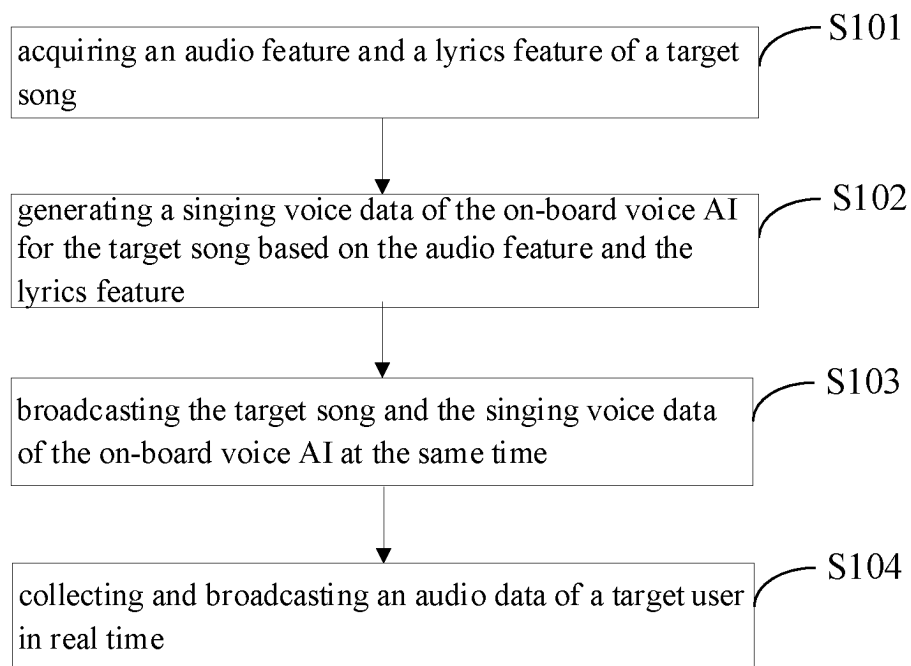 S101
acquiring an audio feature and a lyrics feature of a target
song
S102
generating a singing voice data of the on-board voice AI
for the target song based on the audio feature and the
lyrics feature
S103
broadcasting the target song and the singing voice data
of the on-board voice AI at the same time
S104
collecting and broadcasting an audio data of a target user
in real time